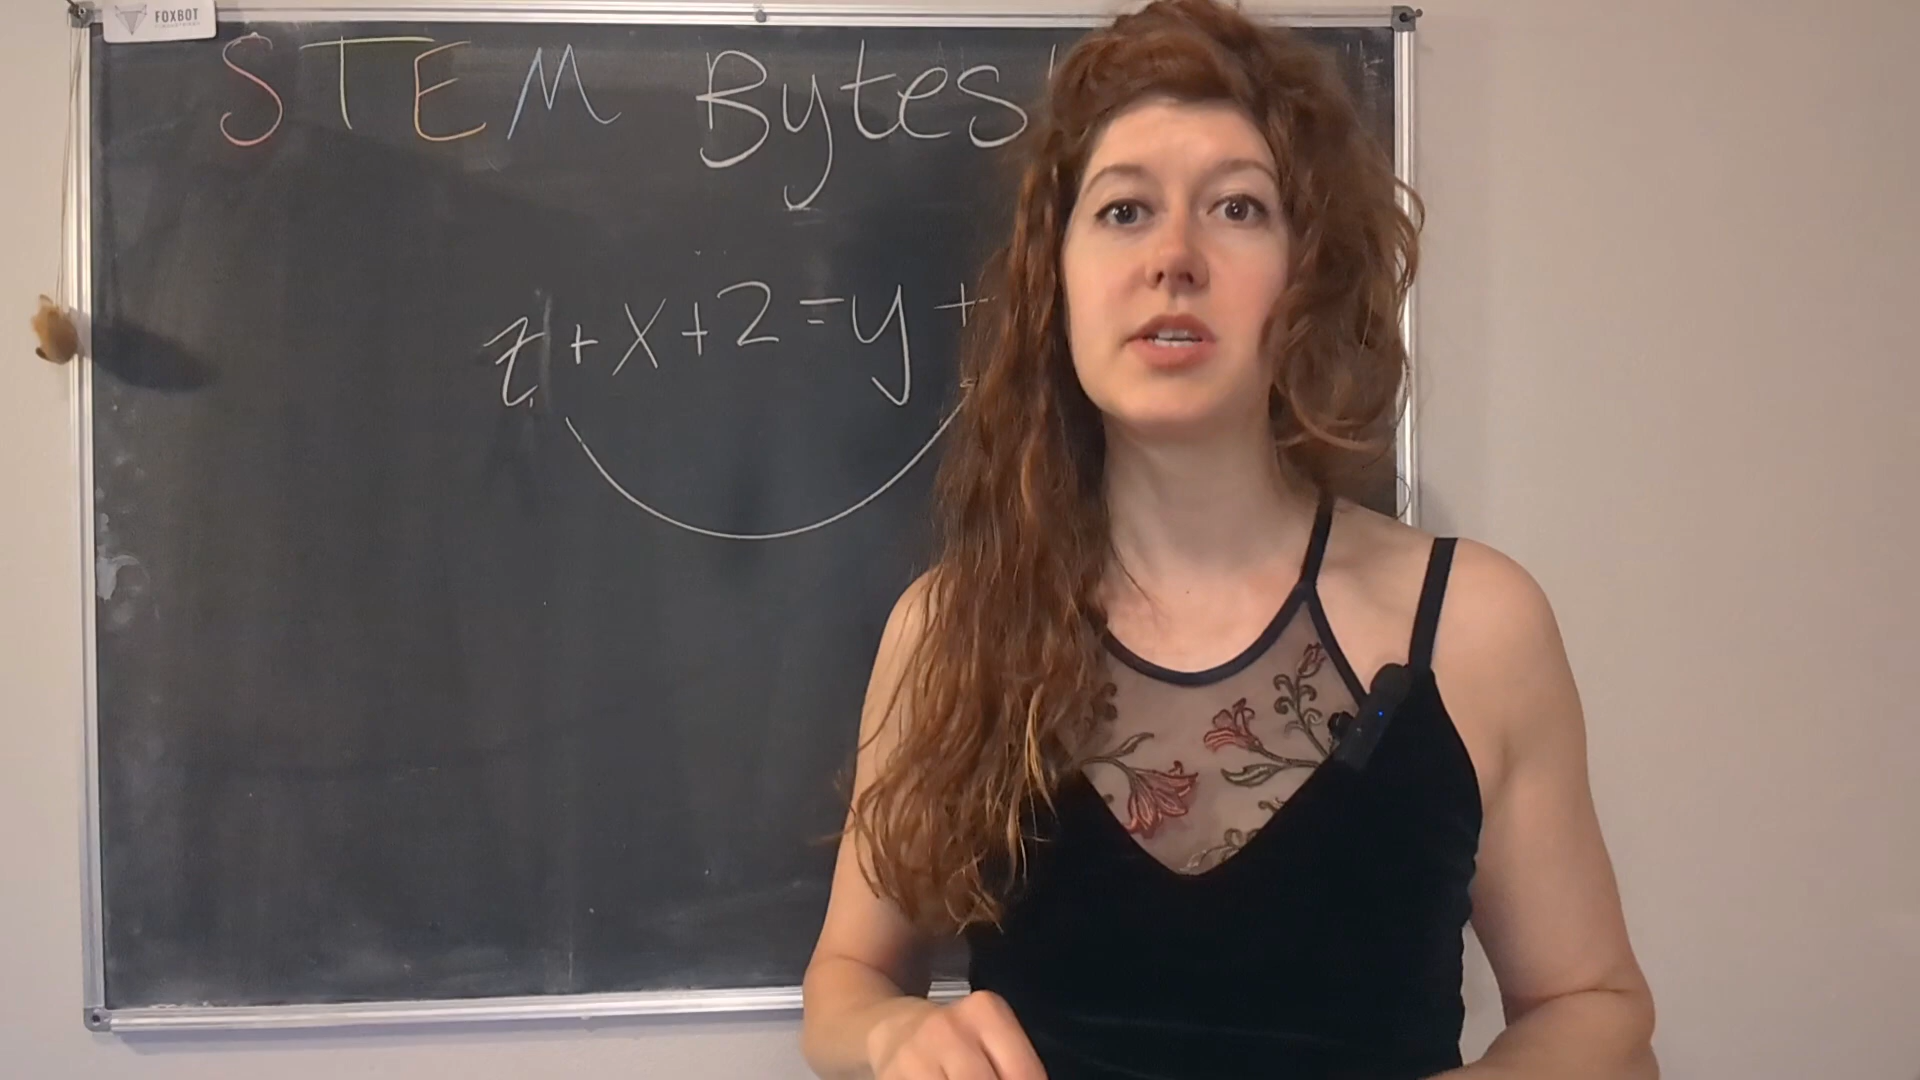 FOXBOT
STEM Bytes
z + x + 2 = y +